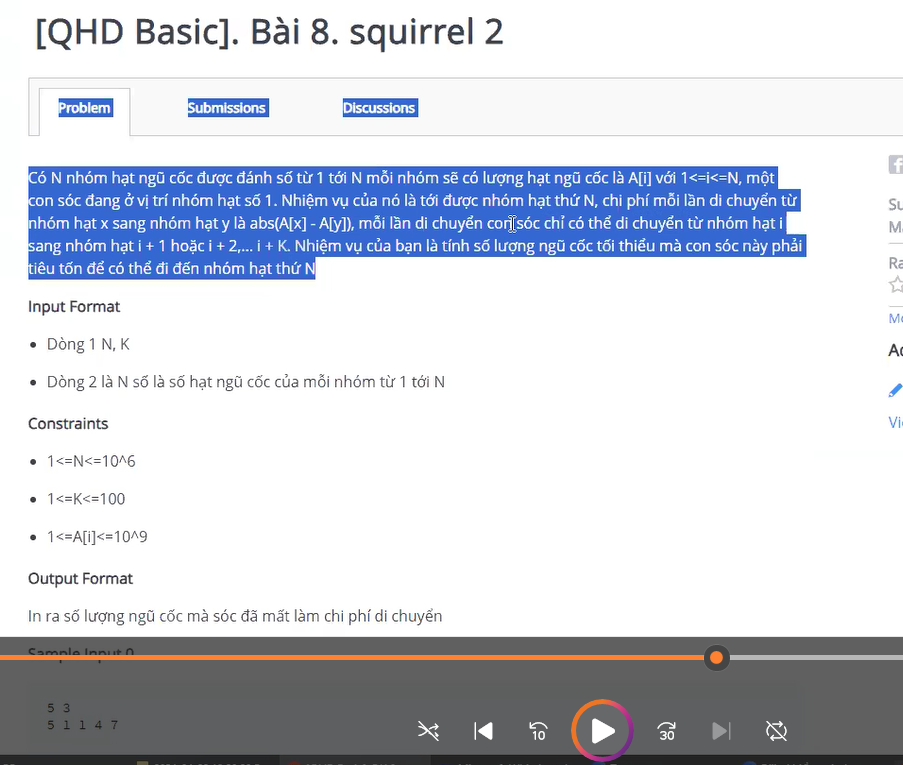 [QHD Basic]. Bài 8. squirrel 2
Problem
Submissions
Discussions
Có N nhóm hạt ngũ cốc được đánh số từ 1 tới N mỗi nhóm sẽ có lượng hạt ngũ cốc là A[i] với 1<=i<=N, một
con sóc đang ở vị trí nhóm hạt số 1. Nhiệm vụ của nó là tới được nhóm hạt thứ N, chi phí mỗi lần di chuyển từ
nhóm hạt x sang nhóm hạt y là abs(A[x] - A[y]), mỗi lần di chuyển con sóc chỉ có thể di chuyển từ nhóm hạt i
sang nhóm hạt i + 1 hoặc i + 2,... i + K. Nhiệm vụ của bạn là tính số lượng ngũ cốc tối thiểu mà con sóc này phải
tiêu tốn để có thể đi đến nhóm hạt thứ N
Input Format
Dòng 1 N, K
Dòng 2 là N số là số hạt ngũ cốc của mỗi nhóm từ 1 tới N
Constraints
1<=N<=10^6
1<=K<=100
1<=A[i]<=10^9
Output Format
In ra số lượng ngũ cốc mà sóc đã mất làm chi phí di chuyển
Sample Input 0
5 3
5 1 1 4 7
10
30